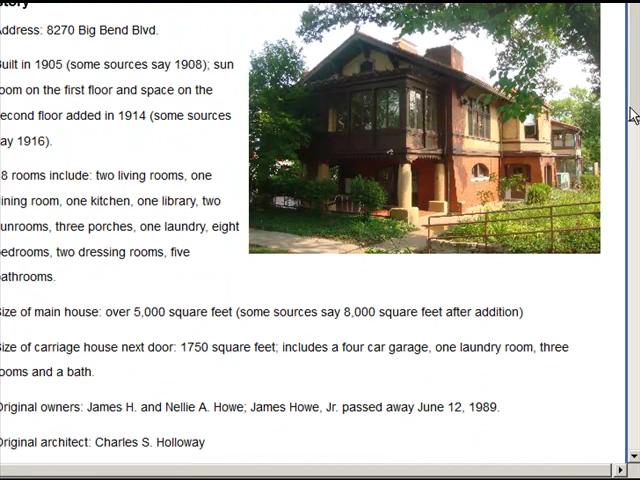 story
Address: 8270 Big Bend Blvd.
Built in 1905 (some sources say 1908); sun
room on the first floor and space on the
second floor added in 1914 (some sources
say 1916).
8 rooms include: two living rooms, one
dining room, one kitchen, one library, two
sunrooms, three porches, one laundry, eight
bedrooms, two dressing rooms, five
bathrooms.
Size of main house: over 5,000 square feet (some sources say 8,000 square feet after addition)
Size of carriage house next door: 1750 square feet; includes a four car garage, one laundry room, three
rooms and a bath.
Original owners: James H. and Nellie A. Howe; James Howe, Jr. passed away June 12, 1989.
Original architect: Charles S. Holloway